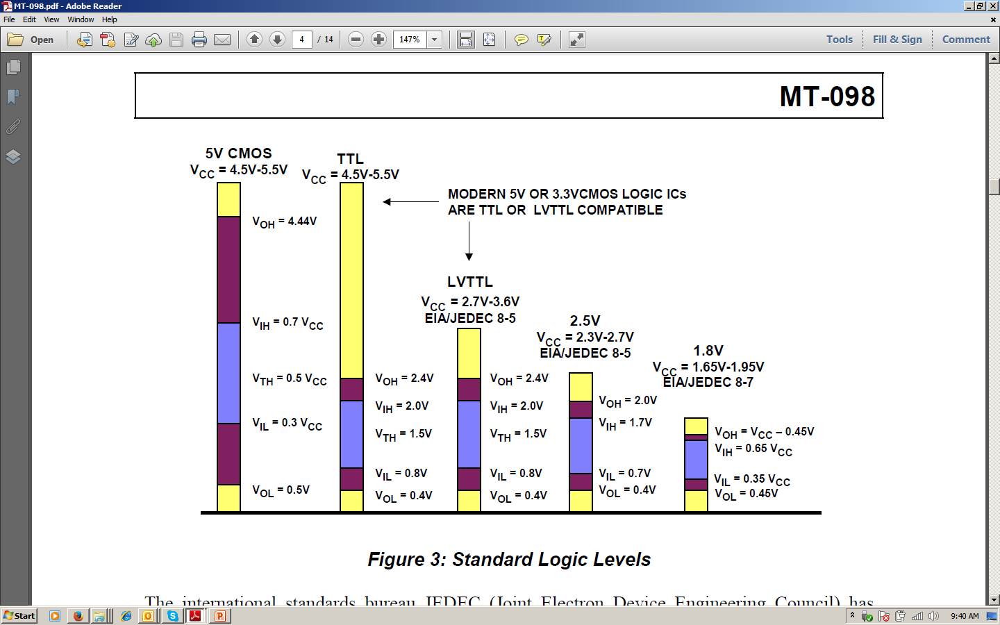 MT-098.pdf - Adobe Reader
File Edit View Window Help
Open 4 / 14 147% Tools Fill & Sign Comment
MT-098
5V CMOS
VCC = 4.5V-5.5V
TTL
VCC = 4.5V-5.5V
MODERN 5V OR 3.3VCMOS LOGIC ICs
ARE TTL OR LVTTL COMPATIBLE
VOH = 4.44V
VIH = 0.7 VCC
VTH = 0.5 VCC
VIL = 0.3 VCC
VOL = 0.5V
VOH = 2.4V
VIH = 2.0V
VTH = 1.5V
VIL = 0.8V
VOL = 0.4V
LVTTL
VCC = 2.7V-3.6V
EIA/JEDEC 8-5
VOH = 2.4V
VIH = 2.0V
VTH = 1.5V
VIL = 0.8V
VOL = 0.4V
2.5V
VCC = 2.3V-2.7V
EIA/JEDEC 8-5
VOH = 2.0V
VIH = 1.7V
VIL = 0.7V
VOL = 0.4V
1.8V
VCC = 1.65V-1.95V
EIA/JEDEC 8-7
VOH = VCC – 0.45V
VIH = 0.65 VCC
VIL = 0.35 VCC
VOL = 0.45V
Figure 3: Standard Logic Levels
The international standards bureau JEDEC (Joint Electron Device Engineering Council) has
Start 9:40 AM